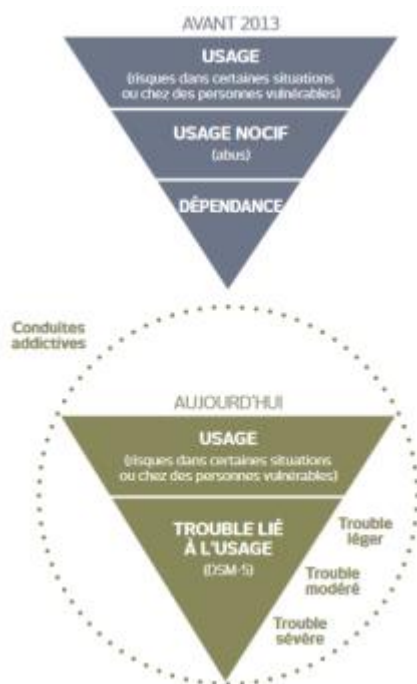 AVANT 2013
USAGE
(risques dans certaines situations
ou chez des personnes vulnérables)
USAGE NOCIF
(abus)
DÉPENDANCE
Conduites
addictives
AUJOURD'HUI
USAGE
(risques dans certaines situations
ou chez des personnes vulnérables)
TROUBLE LIÉ
À L'USAGE
(DSM-5)
Trouble
léger
Trouble
modéré
Trouble
sévère